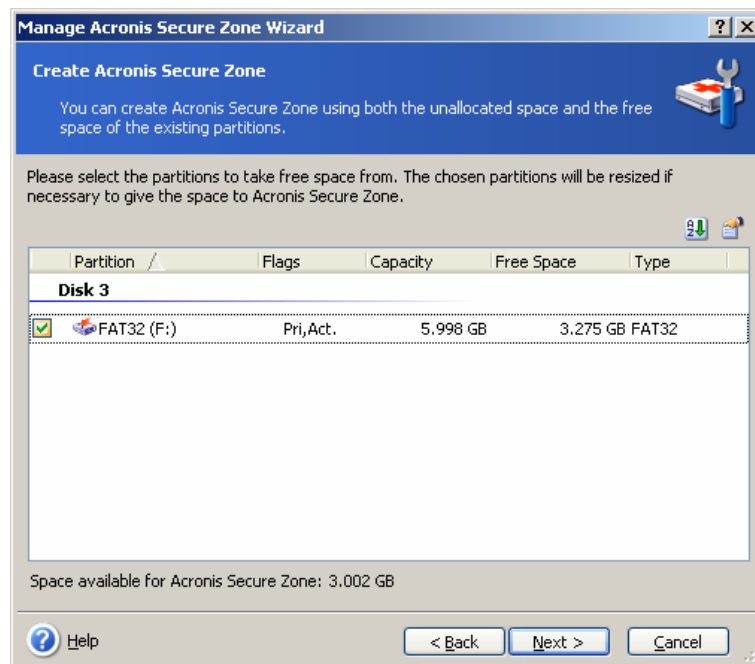 Manage Acronis Secure Zone Wizard
Create Acronis Secure Zone
You can create Acronis Secure Zone using both the unallocated space and the free
space of the existing partitions.
Please select the partitions to take free space from. The chosen partitions will be resized if
necessary to give the space to Acronis Secure Zone.
Partition Flags Capacity Free Space Type
Disk 3
FAT32 (F:) Pri,Act. 5.998 GB 3.275 GB FAT32
Space available for Acronis Secure Zone: 3.002 GB
Help < Back Next > Cancel